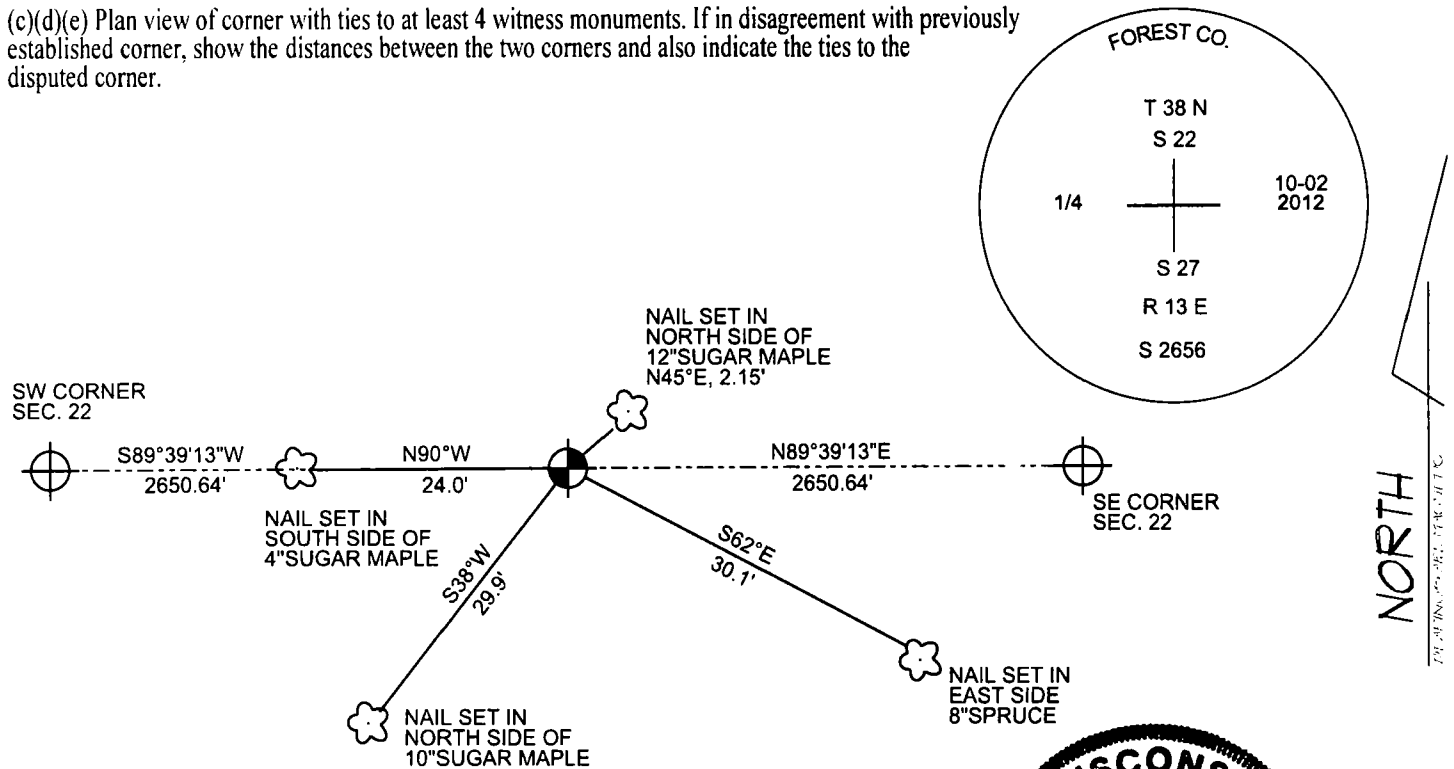 (c)(d)(e) Plan view of corner with ties to at least 4 witness monuments. If in disagreement with previously
established corner, show the distances between the two corners and also indicate the ties to the
disputed corner.
FOREST CO.
T 38 N
S 22
1/4
10-02
2012
S 27
R 13 E
S 2656
NAIL SET IN
NORTH SIDE OF
12"SUGAR MAPLE
N45°E, 2.15'
SW CORNER
SEC. 22
S89°39'13"W
2650.64'
N90°W
24.0'
N89°39'13"E
2650.64'
SE CORNER
SEC. 22
NAIL SET IN
SOUTH SIDE OF
4"SUGAR MAPLE
S38°W
29.9'
S62°E
30.1'
NAIL SET IN
EAST SIDE
8"SPRUCE
NAIL SET IN
NORTH SIDE OF
10"SUGAR MAPLE
NORTH